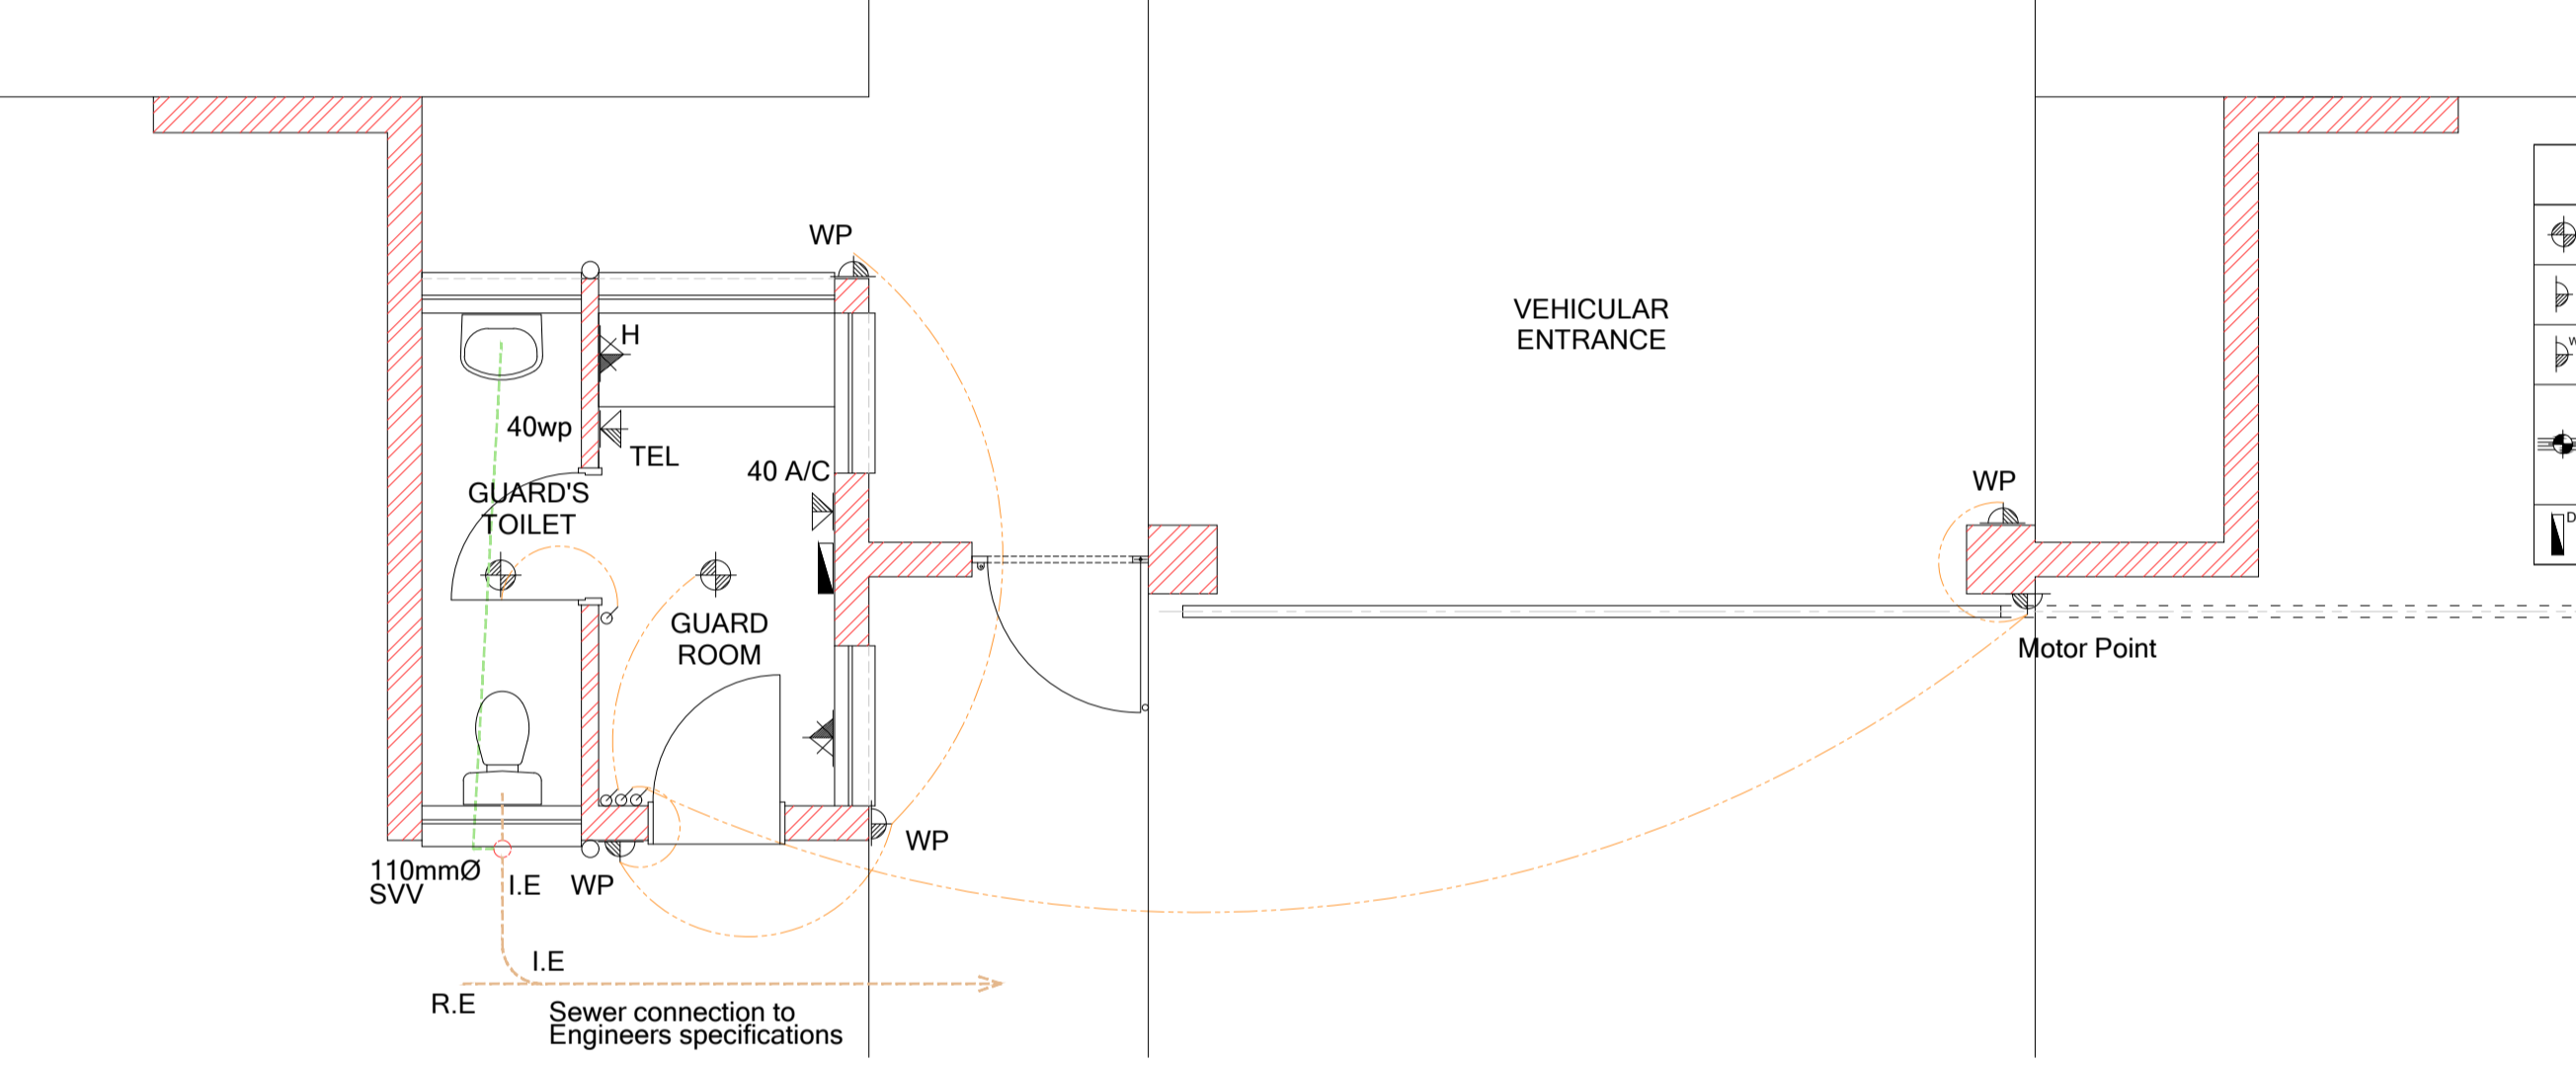 WP
VEHICULAR
ENTRANCE
H
40wp
TEL
40 A/C
WP
GUARD'S
TOILET
GUARD
ROOM
Motor Point
WP
110mmØ
SVV
I.E
WP
I.E
R.E
Sewer connection to
Engineers specifications
W
D